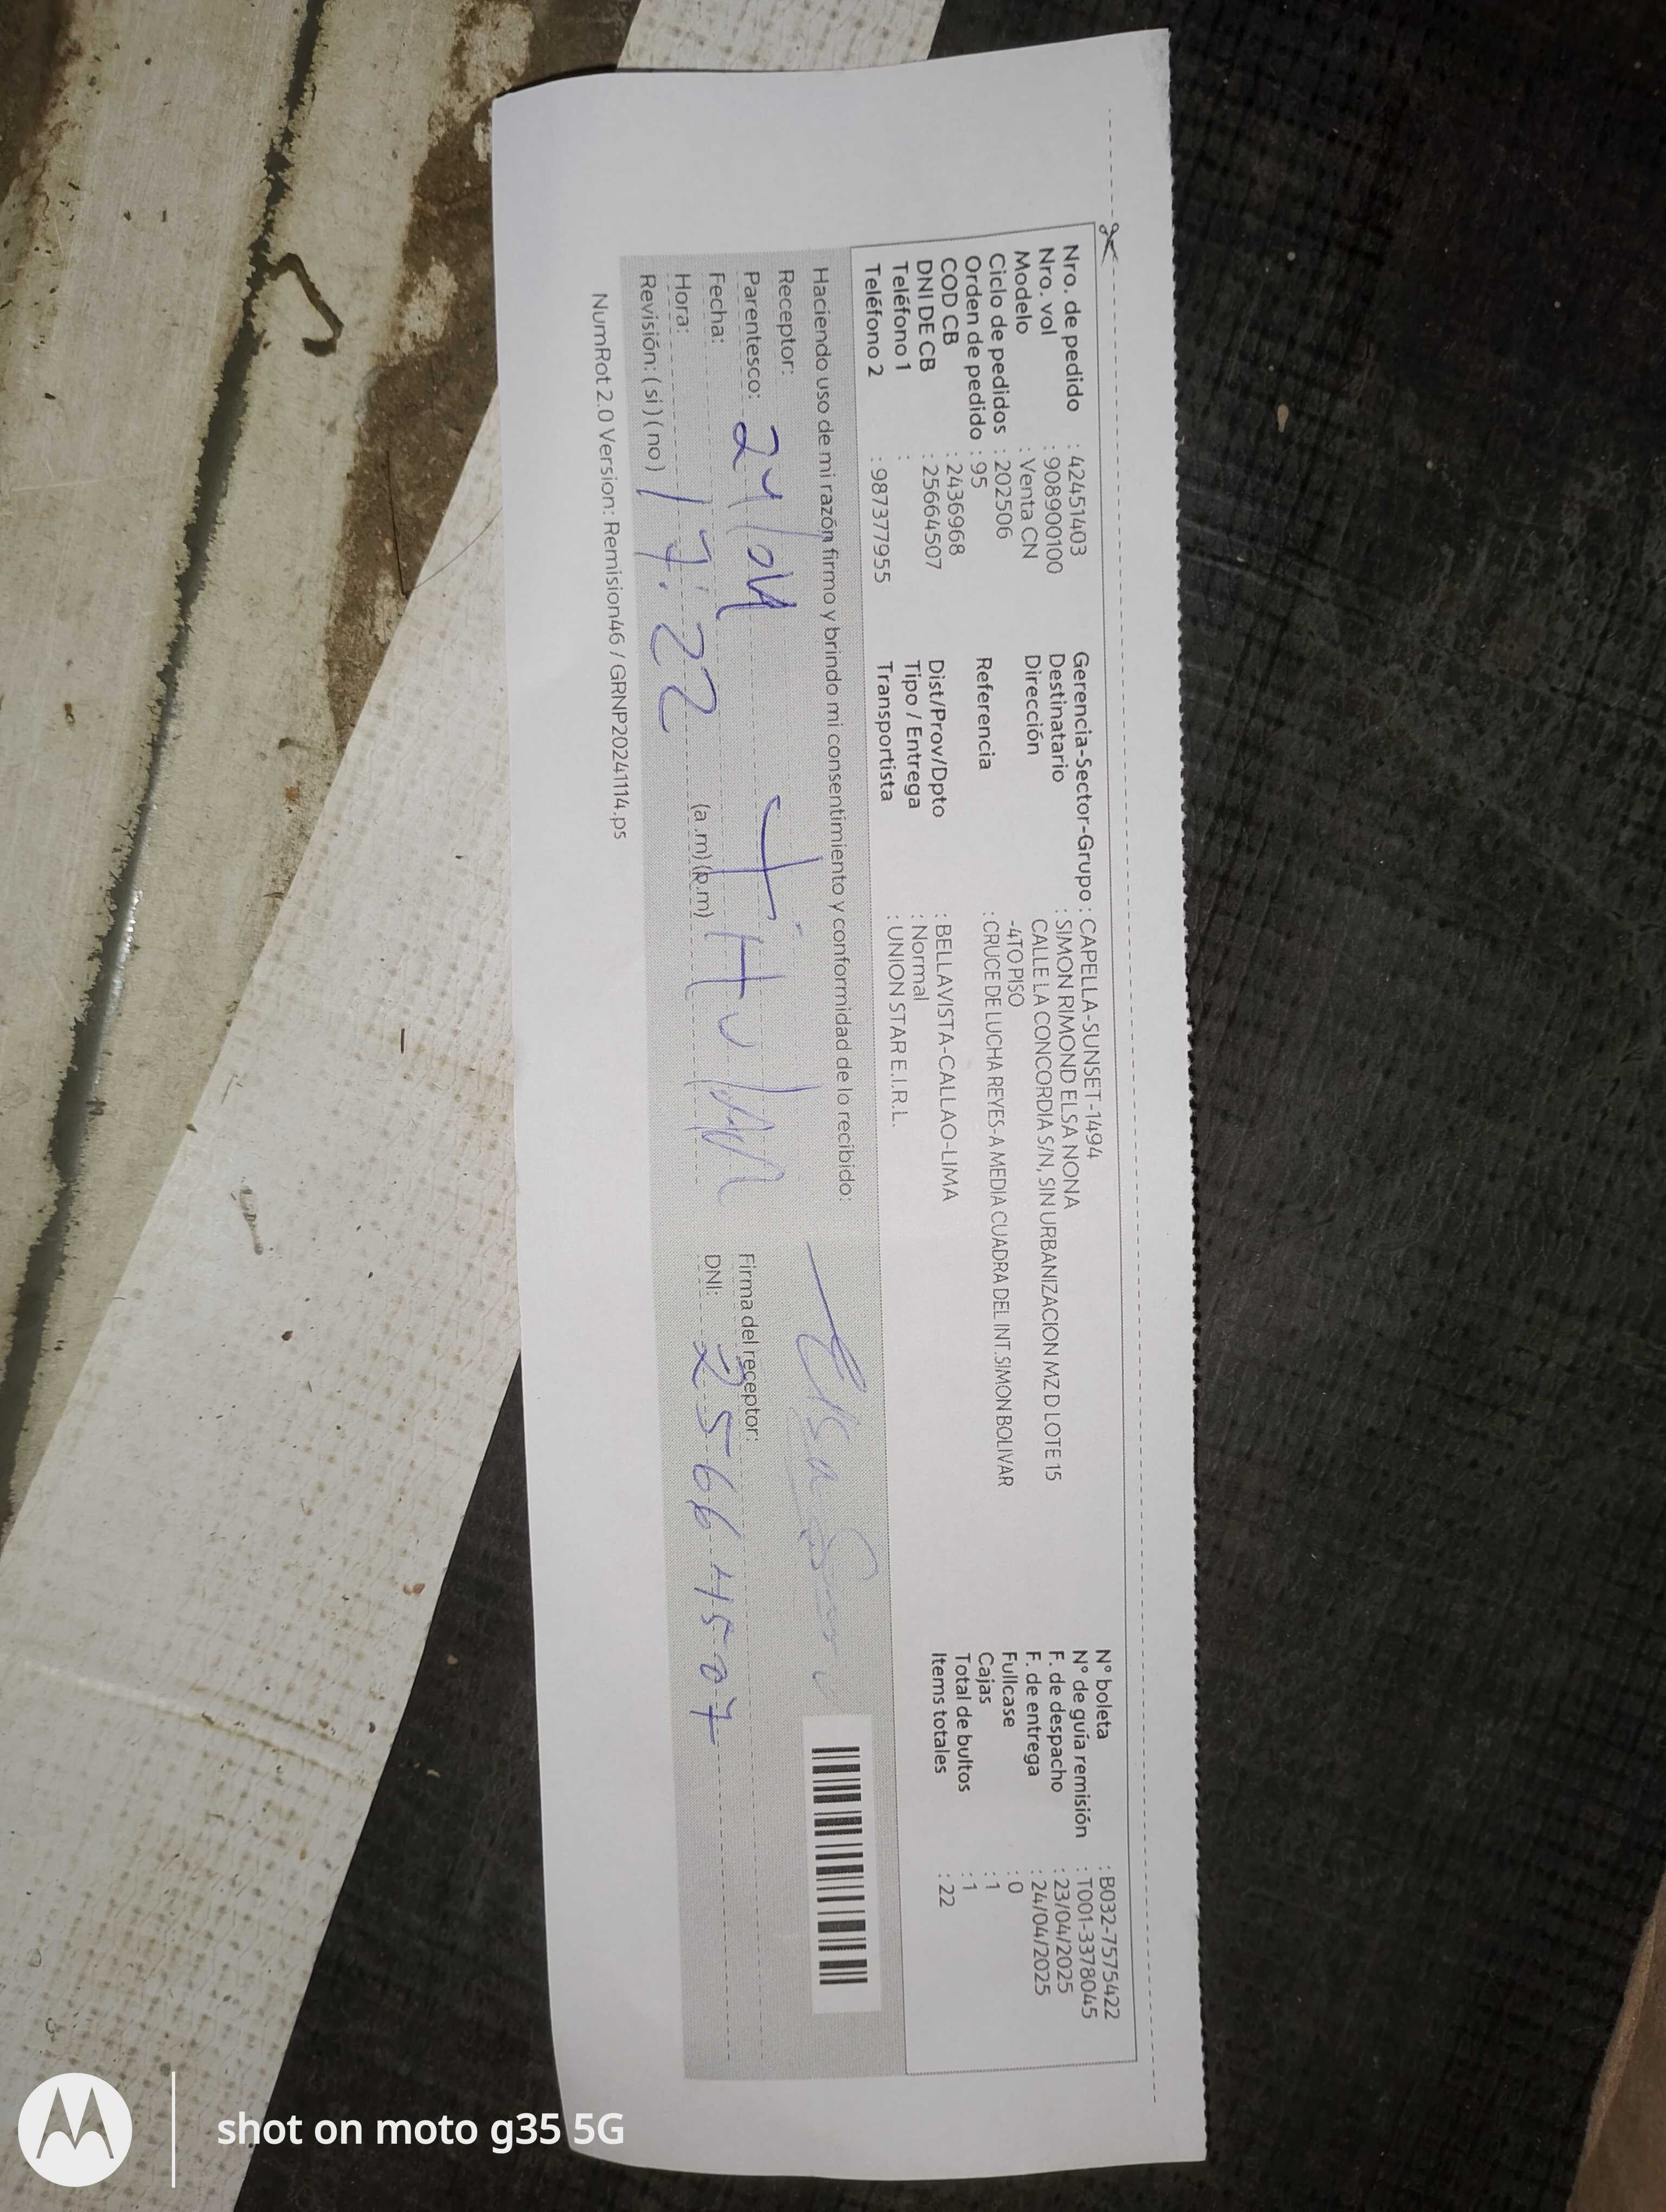 Nro. de pedido : 42451403
Nro. vol : 908900100
Modelo : Venta CN
Ciclo de pedidos : 202506
Orden de pedido : 95
COD CB : 2436968
DNI DE CB : 25664507
Teléfono 1 :
Teléfono 2 : 987377955
Gerencia-Sector-Grupo : CAPELLA-SUNSET-1494
Destinatario : SIMON RIMOND ELSA NONA
Dirección CALLE LA CONCORDIA S/N, SIN URBANIZACION MZ D LOTE 15
-4TO PISO
Referencia : CRUCE DE LUCHA REYES-A MEDIA CUADRA DEL INT.SIMON BOLIVAR
Dist/Prov/Dpto : BELLAVISTA-CALLAO-LIMA
Tipo / Entrega : Normal
Transportista : UNION STAR E.I.R.L.
N° boleta : B032-7575422
N° de guía remisión : T001-3378045
F. de despacho : 23/04/2025
F. de entrega : 24/04/2025
Fullcase : 0
Cajas : 1
Total de bultos : 1
Items totales : 22
Haciendo uso de mi razón firmo y brindo mi consentimiento y conformidad de lo recibido:
Receptor:
Parentesco:
24/04
Fecha:
Hora: 17:22 (a.m) (p.m)
Revisión: (si) (no)
Elsa
Firma del receptor:
DNI: 25664507
NumRot 2.0 Version: Remision46 / GRNP20241114.ps
shot on moto g35 5G